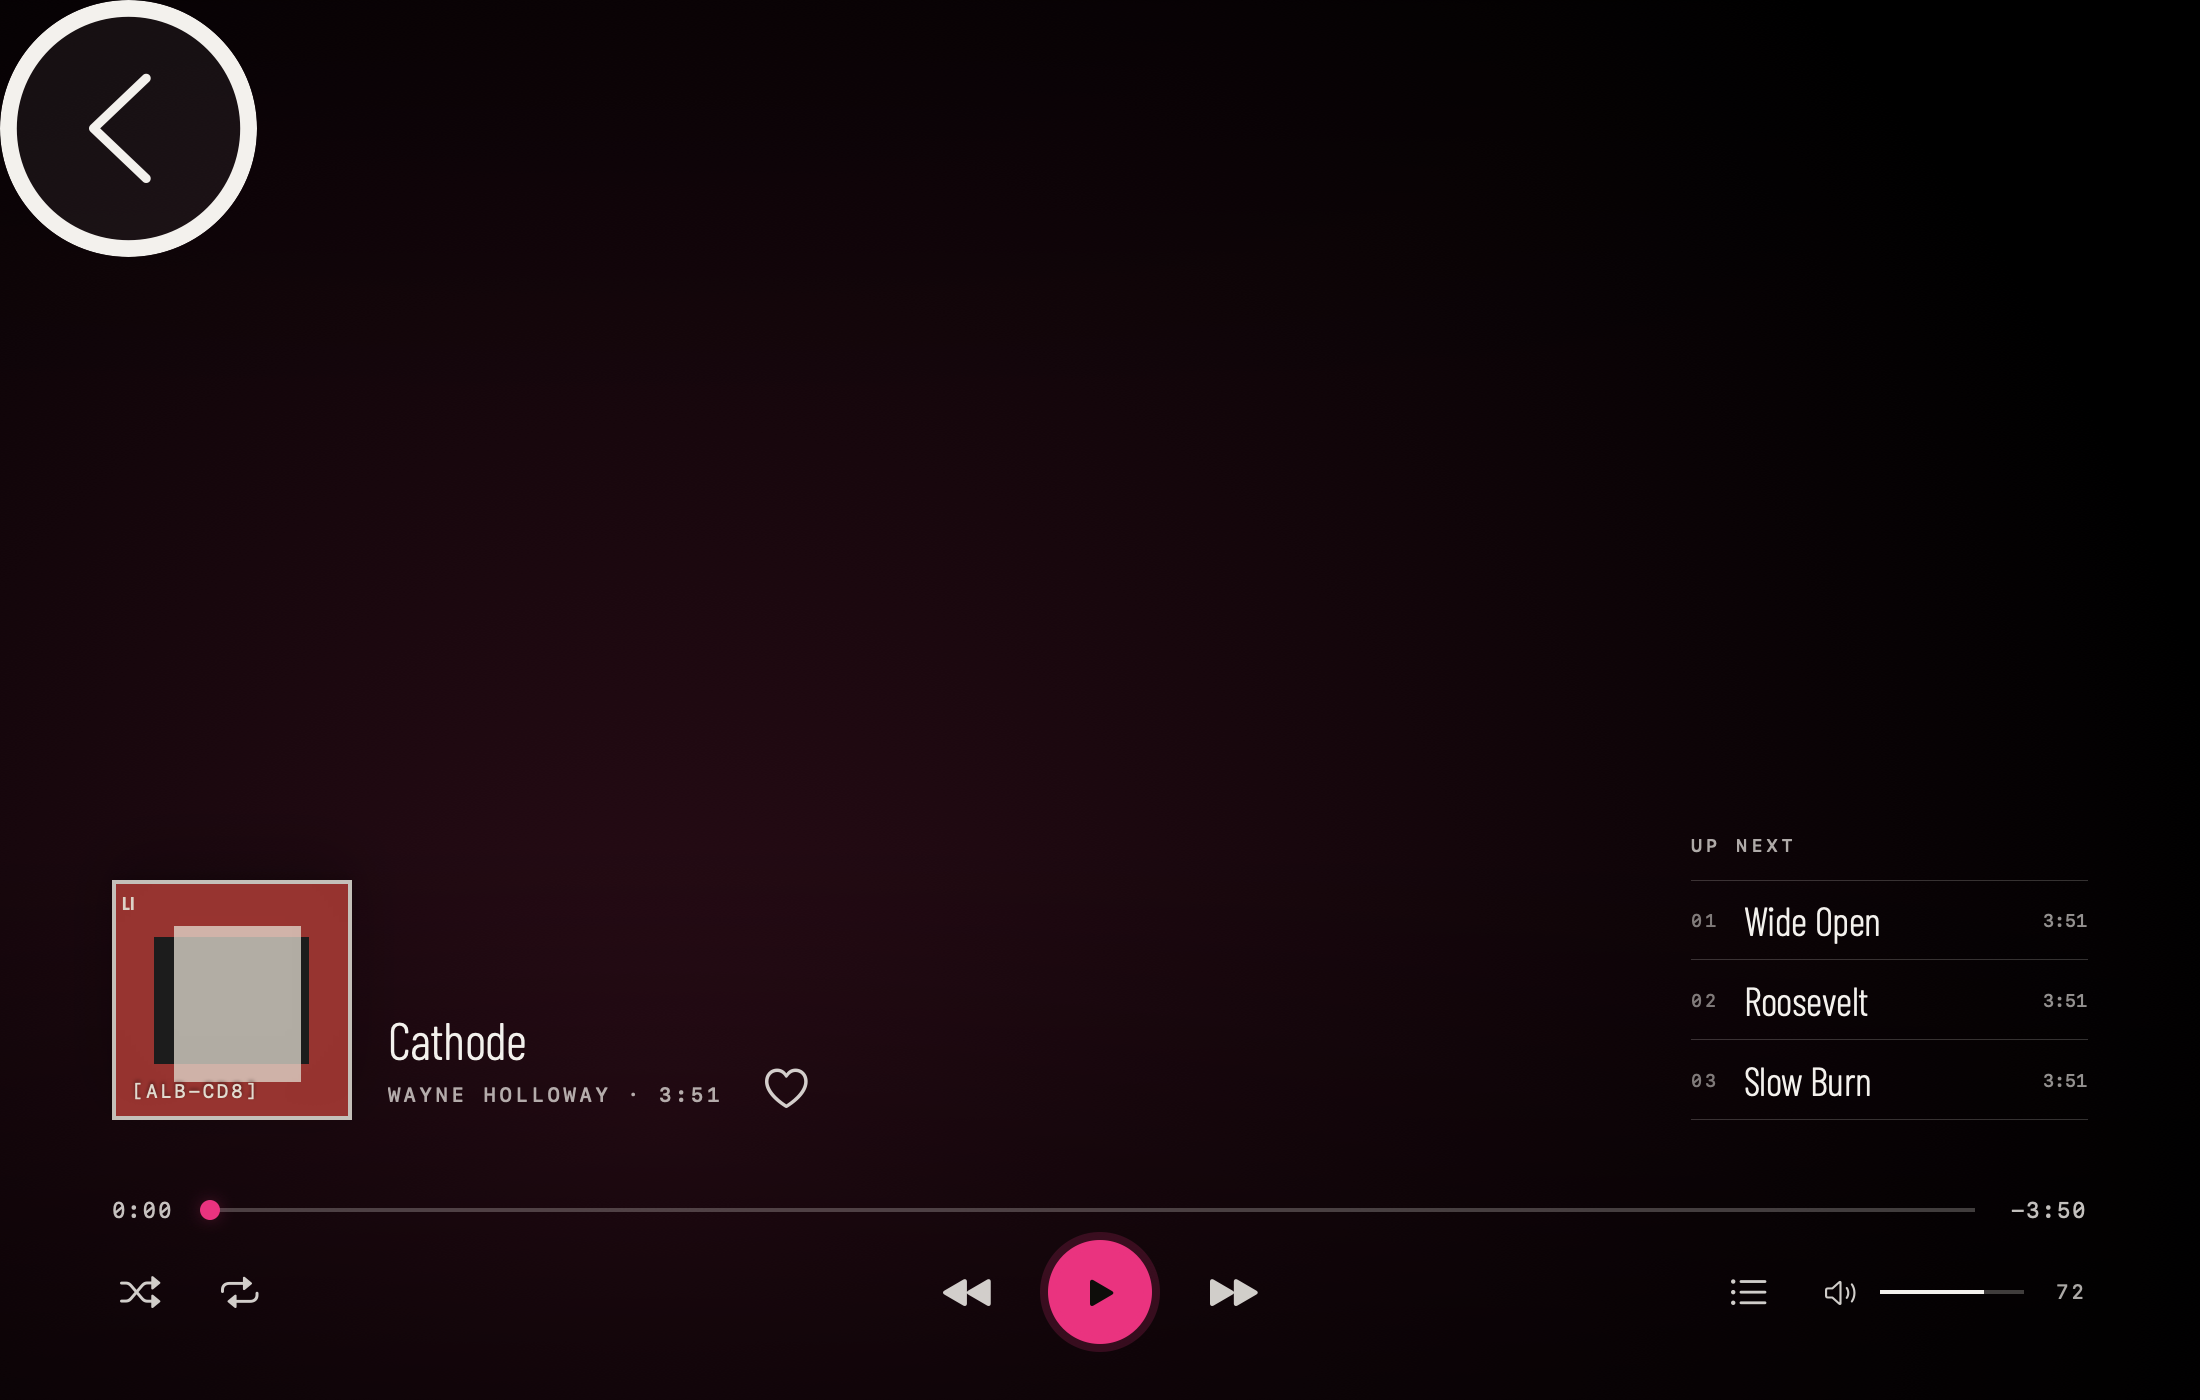 LI
[ALB–CD8]
Cathode
WAYNE HOLLOWAY · 3:51
UP NEXT
01 Wide Open 3:51
02 Roosevelt 3:51
03 Slow Burn 3:51
0:00
–3:50
72